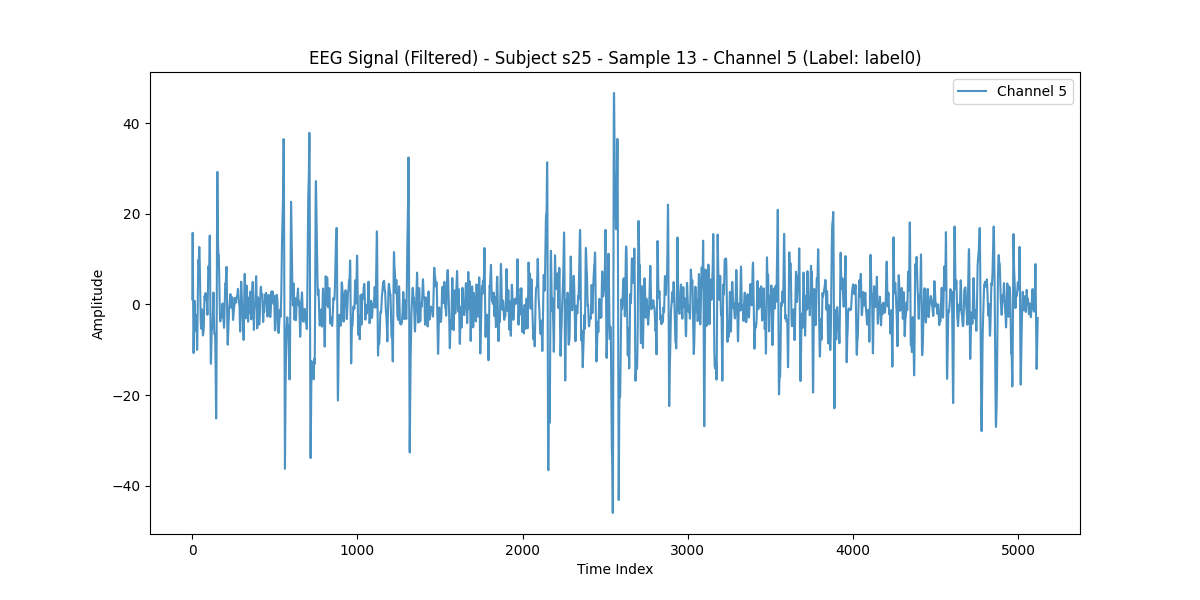 EEG Signal (Filtered) - Subject s25 - Sample 13 - Channel 5 (Label: label0)
Channel 5
Amplitude
40
20
0
−20
−40
0 1000 2000 3000 4000 5000
Time Index